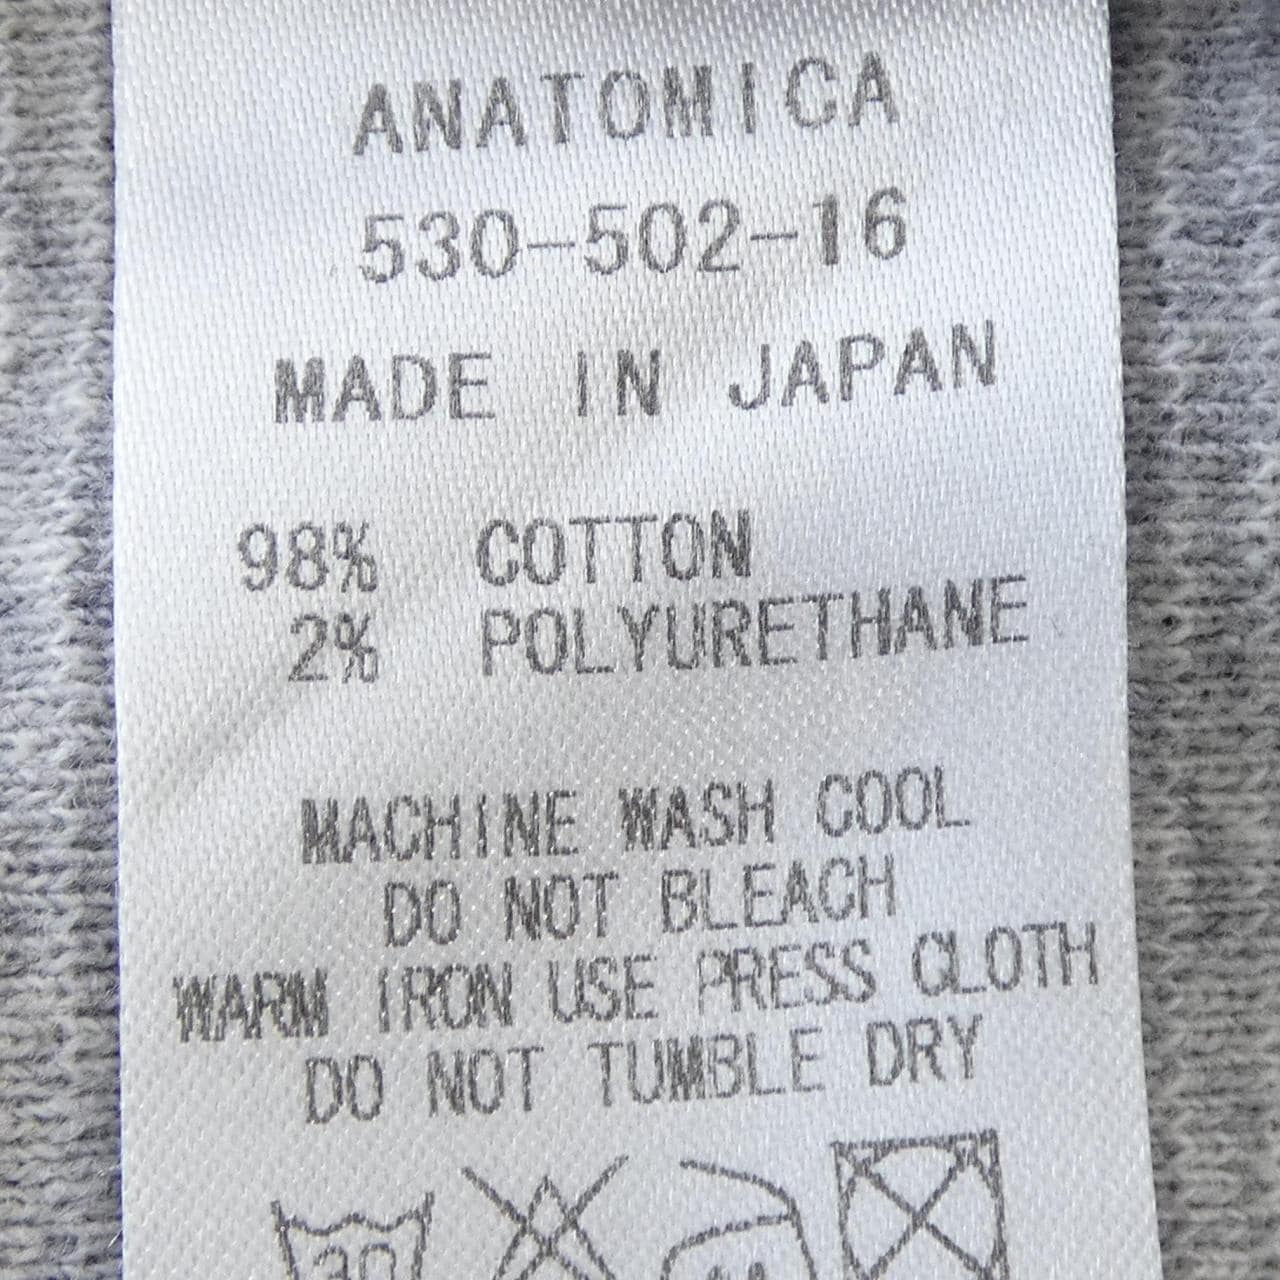 ANATOMICA
530-502-16
MADE IN JAPAN
98% COTTON
2% POLYURETHANE
MACHINE WASH COOL
DO NOT BLEACH
WARM IRON USE PRESS CLOTH
DO NOT TUMBLE DRY
30